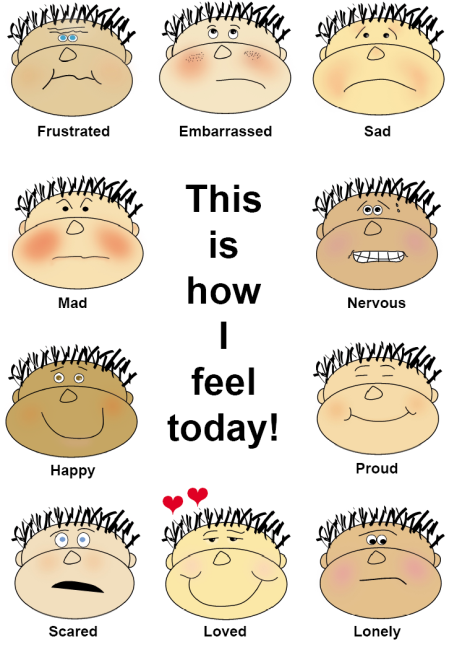 Frustrated
Embarrassed
Sad
This
is
how
I
feel
today!
Mad
Nervous
Happy
Proud
Scared
Loved
Lonely